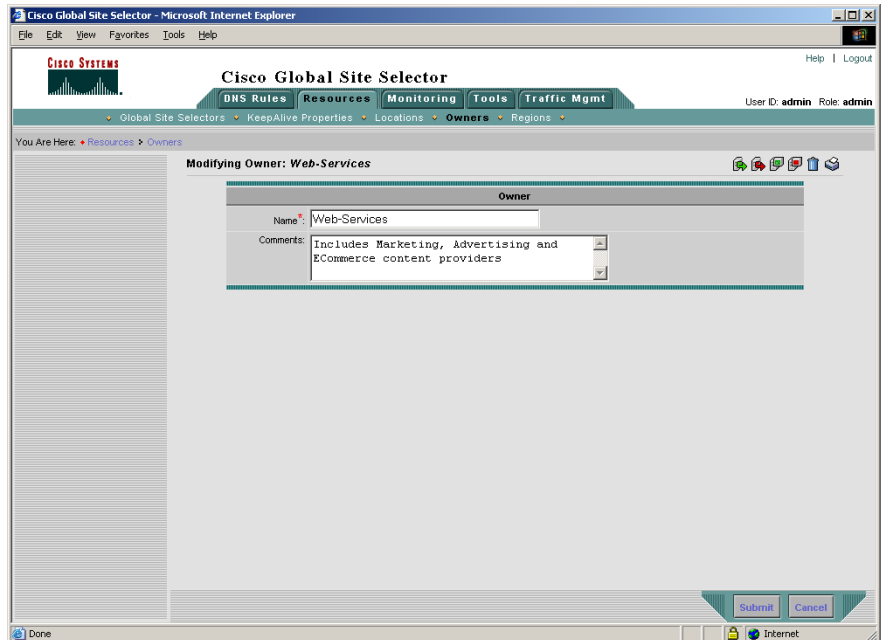 Cisco Global Site Selector - Microsoft Internet Explorer
File Edit View Favorites Tools Help
Help | Logout
CISCO SYSTEMS
Cisco Global Site Selector
DNS Rules Resources Monitoring Tools Traffic Mgmt
User ID: admin Role: admin
Global Site Selectors KeepAlive Properties Locations Owners Regions
You Are Here: Resources Owners
Modifying Owner: Web-Services
Owner
Name*: Web-Services
Comments: Includes Marketing, Advertising and
ECommerce content providers
Submit Cancel
Done Internet